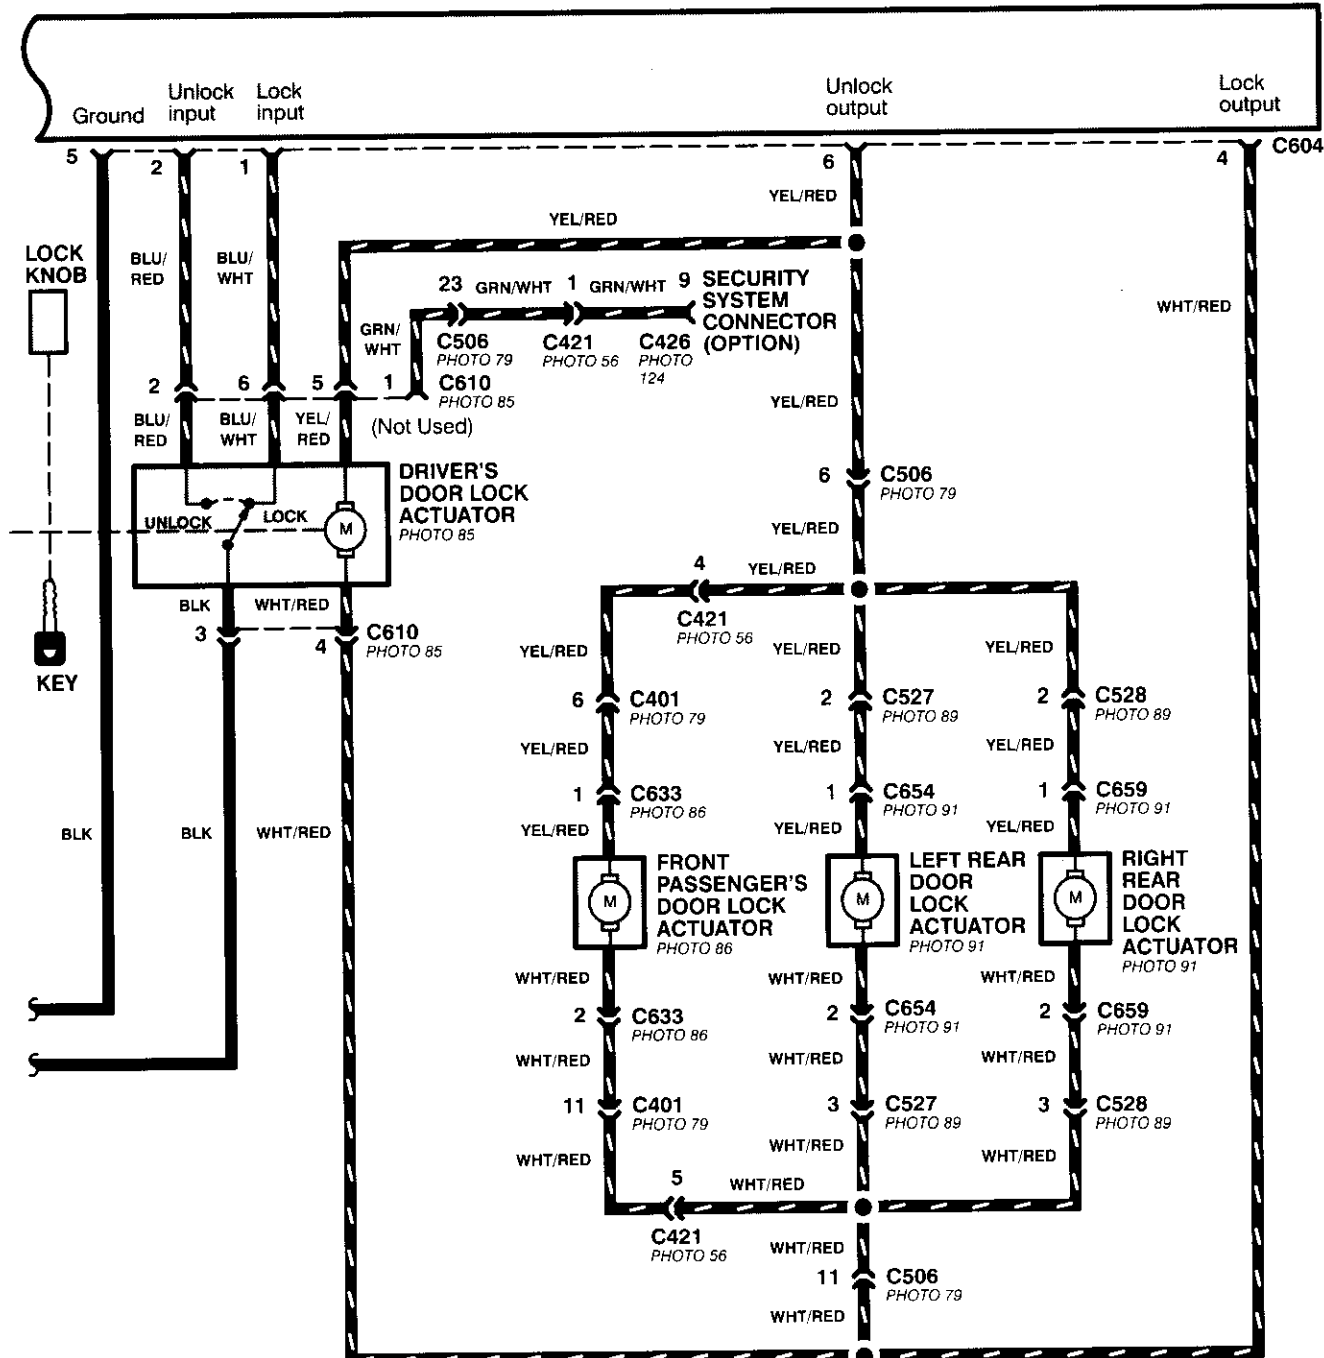 Ground
Unlock
input
Lock
input
Unlock
output
Lock
output
5
2
1
6
4
C604
YEL/RED
YEL/RED
LOCK
KNOB
BLU/
RED
BLU/
WHT
23
GRN/WHT
1
GRN/WHT
9
SECURITY
SYSTEM
CONNECTOR
(OPTION)
WHT/RED
GRN/
WHT
C506
PHOTO 79
C421
PHOTO 56
C426
PHOTO
124
2
6
5
1
C610
PHOTO 85
(Not Used)
BLU/
RED
BLU/
WHT
YEL/
RED
YEL/RED
6
C506
PHOTO 79
DRIVER'S
DOOR LOCK
ACTUATOR
PHOTO 85
UNLOCK
LOCK
M
YEL/RED
4
YEL/RED
C421
PHOTO 56
BLK
WHT/RED
3
4
C610
PHOTO 85
KEY
YEL/RED
YEL/RED
YEL/RED
6
C401
PHOTO 79
2
C527
PHOTO 89
2
C528
PHOTO 89
YEL/RED
YEL/RED
YEL/RED
1
C633
PHOTO 86
1
C654
PHOTO 91
1
C659
PHOTO 91
BLK
BLK
WHT/RED
YEL/RED
YEL/RED
YEL/RED
M
FRONT
PASSENGER'S
DOOR LOCK
ACTUATOR
PHOTO 86
M
LEFT REAR
DOOR
LOCK
ACTUATOR
PHOTO 91
M
RIGHT
REAR
DOOR
LOCK
ACTUATOR
PHOTO 91
WHT/RED
WHT/RED
WHT/RED
2
C633
PHOTO 86
2
C654
PHOTO 91
2
C659
PHOTO 91
WHT/RED
WHT/RED
WHT/RED
11
C401
PHOTO 79
3
C527
PHOTO 89
3
C528
PHOTO 89
WHT/RED
WHT/RED
WHT/RED
5
WHT/RED
C421
PHOTO 56
WHT/RED
11
C506
PHOTO 79
WHT/RED